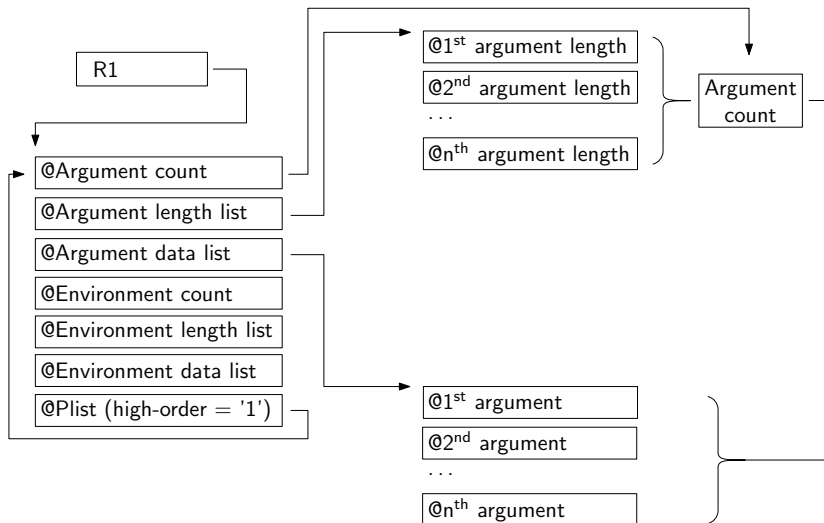 R1
@Argument count
@Argument length list
@Argument data list
@Environment count
@Environment length list
@Environment data list
@Plist (high-order = '1')
@1st argument length
@2nd argument length
...
@nth argument length
Argument
count
@1st argument
@2nd argument
...
@nth argument